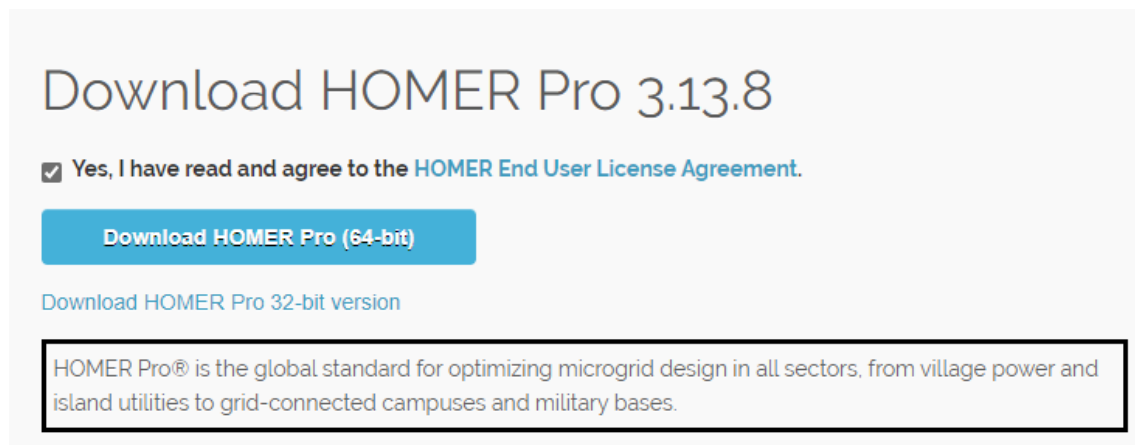 Download HOMER Pro 3.13.8
Yes, I have read and agree to the HOMER End User License Agreement.
Download HOMER Pro (64-bit)
Download HOMER Pro 32-bit version
HOMER Pro® is the global standard for optimizing microgrid design in all sectors, from village power and
island utilities to grid-connected campuses and military bases.